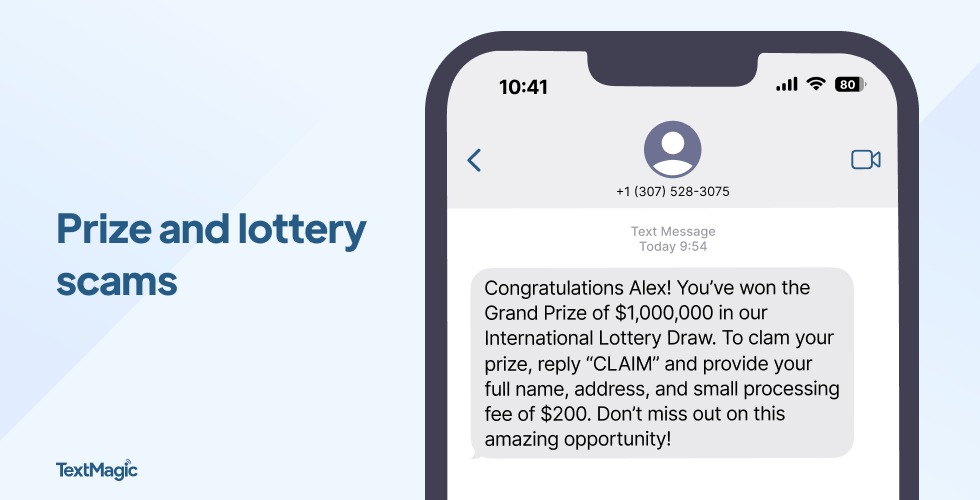 Prize and lottery
scams
TextMagic
10:41
80
+1 (307) 528-3075
Text Message
Today 9:54
Congratulations Alex! You’ve won the
Grand Prize of $1,000,000 in our
International Lottery Draw. To clam your
prize, reply “CLAIM” and provide your
full name, address, and small processing
fee of $200. Don’t miss out on this
amazing opportunity!